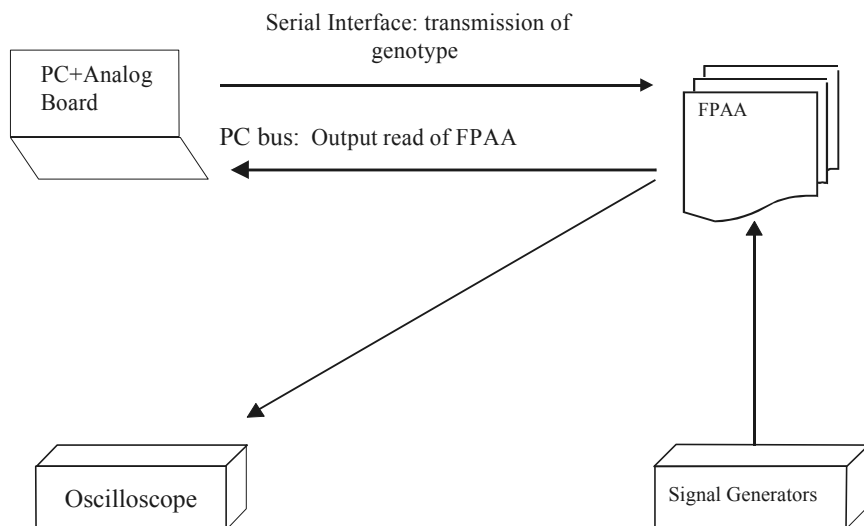 Serial Interface: transmission of
genotype
PC+Analog
Board
FPAA
PC bus:  Output read of FPAA
Oscilloscope
Signal Generators